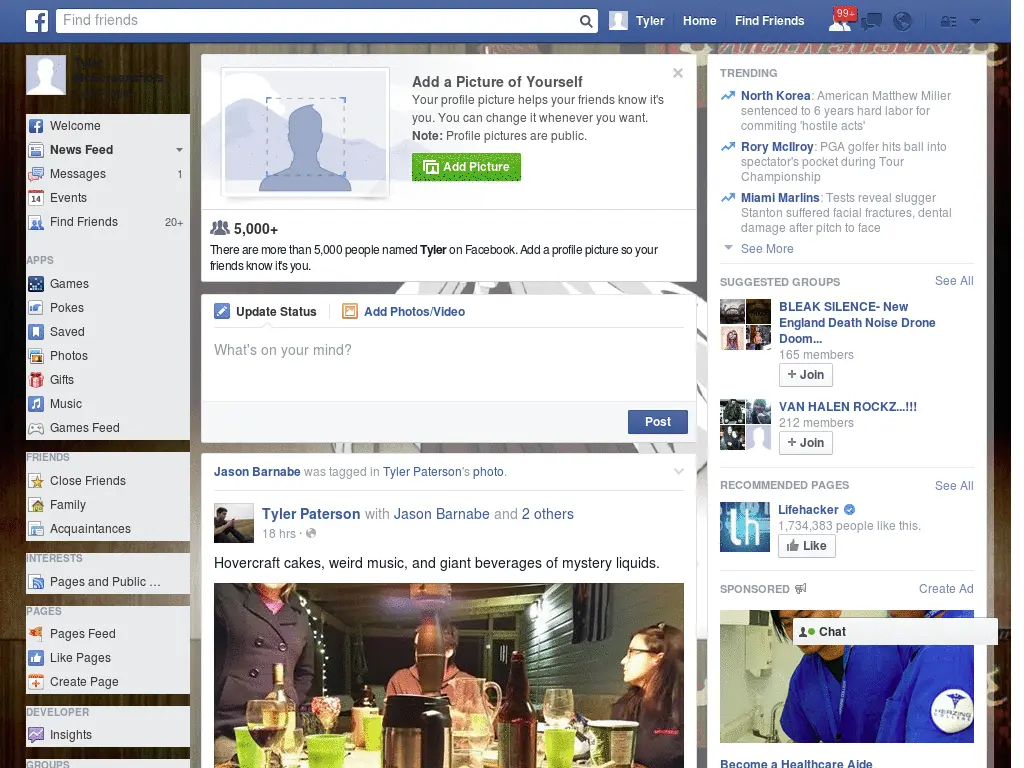 Find friends
Tyler
Home
Find Friends
99+
Tyler
McScreenshots
Welcome
News Feed
Messages 1
14 Events
Find Friends 20+
APPS
Games
Pokes
Saved
Photos
Gifts
Music
Games Feed
FRIENDS
Close Friends
Family
Acquaintances
INTERESTS
Pages and Public ...
PAGES
Pages Feed
Like Pages
Create Page
DEVELOPER
Insights
GROUPS
Add a Picture of Yourself
Your profile picture helps your friends know it's
you. You can change it whenever you want.
Note: Profile pictures are public.
Add Picture
5,000+
There are more than 5,000 people named Tyler on Facebook. Add a profile picture so your
friends know it's you.
Update Status
Add Photos/Video
What's on your mind?
Post
Jason Barnabe was tagged in Tyler Paterson's photo.
Tyler Paterson with Jason Barnabe and 2 others
18 hrs ·
Hovercraft cakes, weird music, and giant beverages of mystery liquids.
TRENDING
North Korea: American Matthew Miller
sentenced to 6 years hard labor for
commiting 'hostile acts'
Rory McIlroy: PGA golfer hits ball into
spectator's pocket during Tour
Championship
Miami Marlins: Tests reveal slugger
Stanton suffered facial fractures, dental
damage after pitch to face
See More
SUGGESTED GROUPS See All
BLEAK SILENCE- New
England Death Noise Drone
Doom...
165 members
+ Join
VAN HALEN ROCKZ...!!!
212 members
+ Join
RECOMMENDED PAGES See All
Lifehacker
1,734,383 people like this.
Like
SPONSORED Create Ad
Chat
HERZING
COLLEGE
Become a Healthcare Aide